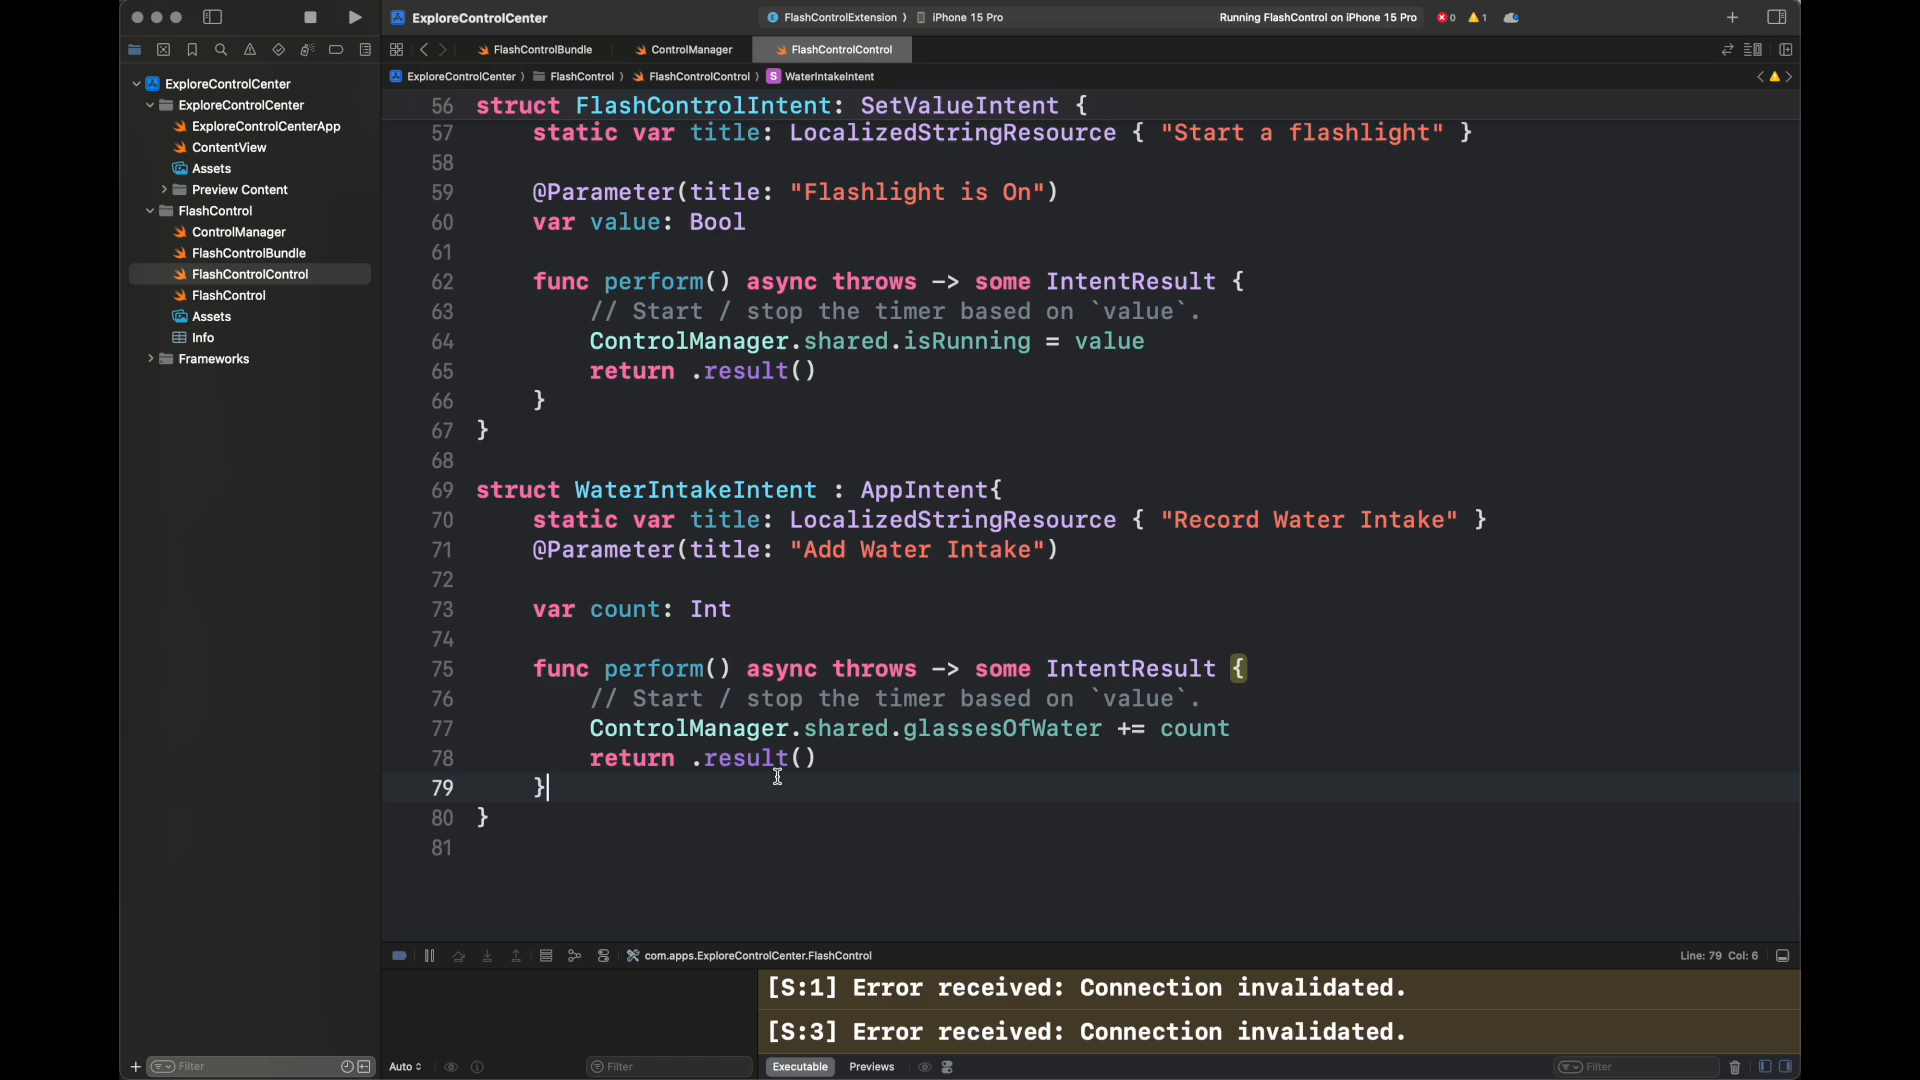 ExploreControlCenter
FlashControlExtension ⟩ iPhone 15 Pro
Running FlashControl on iPhone 15 Pro
0
1
FlashControlBundle
ControlManager
FlashControlControl
ExploreControlCenter ⟩ FlashControl ⟩ FlashControlControl ⟩ S WaterIntakeIntent
ExploreControlCenter
ExploreControlCenter
ExploreControlCenterApp
ContentView
Assets
Preview Content
FlashControl
ControlManager
FlashControlBundle
FlashControlControl
FlashControl
Assets
Info
Frameworks
56 struct FlashControlIntent: SetValueIntent {
57 static var title: LocalizedStringResource { "Start a flashlight" }
58
59 @Parameter(title: "Flashlight is On")
60 var value: Bool
61
62 func perform() async throws -> some IntentResult {
63 // Start / stop the timer based on `value`.
64 ControlManager.shared.isRunning = value
65 return .result()
66 }
67 }
68
69 struct WaterIntakeIntent : AppIntent{
70 static var title: LocalizedStringResource { "Record Water Intake" }
71 @Parameter(title: "Add Water Intake")
72
73 var count: Int
74
75 func perform() async throws -> some IntentResult {
76 // Start / stop the timer based on `value`.
77 ControlManager.shared.glassesOfWater += count
78 return .result()
79 }
80 }
81
com.apps.ExploreControlCenter.FlashControl
Line: 79 Col: 6
[S:1] Error received: Connection invalidated.
[S:3] Error received: Connection invalidated.
Filter
Auto
Filter
Executable
Previews
Filter